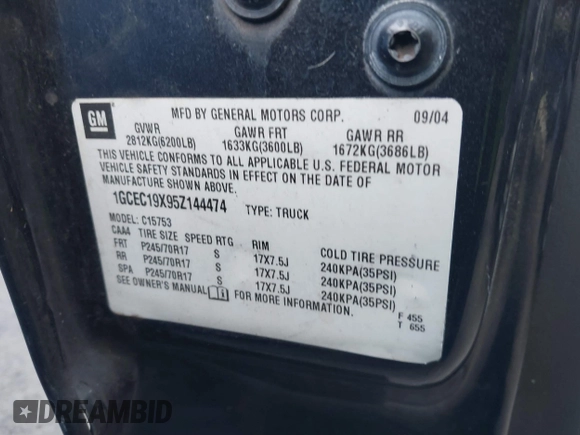 GM
MFD BY GENERAL MOTORS CORP. 09/04
GVWR GAWR FRT GAWR RR
2812KG(6200LB) 1633KG(3600LB) 1672KG(3686LB)
THIS VEHICLE CONFORMS TO ALL APPLICABLE U.S. FEDERAL MOTOR
VEHICLE SAFETY STANDARDS IN EFFECT ON THE DATE OF
MANUFACTURE SHOWN ABOVE.
1GCEC19X95Z144474 TYPE: TRUCK
MODEL: C15753
CAA4 TIRE SIZE SPEED RTG RIM COLD TIRE PRESSURE
FRT P245/70R17 S 17X7.5J 240KPA(35PSI)
RR P245/70R17 S 17X7.5J 240KPA(35PSI)
SPA P245/70R17 S 17X7.5J 240KPA(35PSI)
SEE OWNER'S MANUAL FOR MORE INFORMATION.
F 455
T 655
DREAMBID